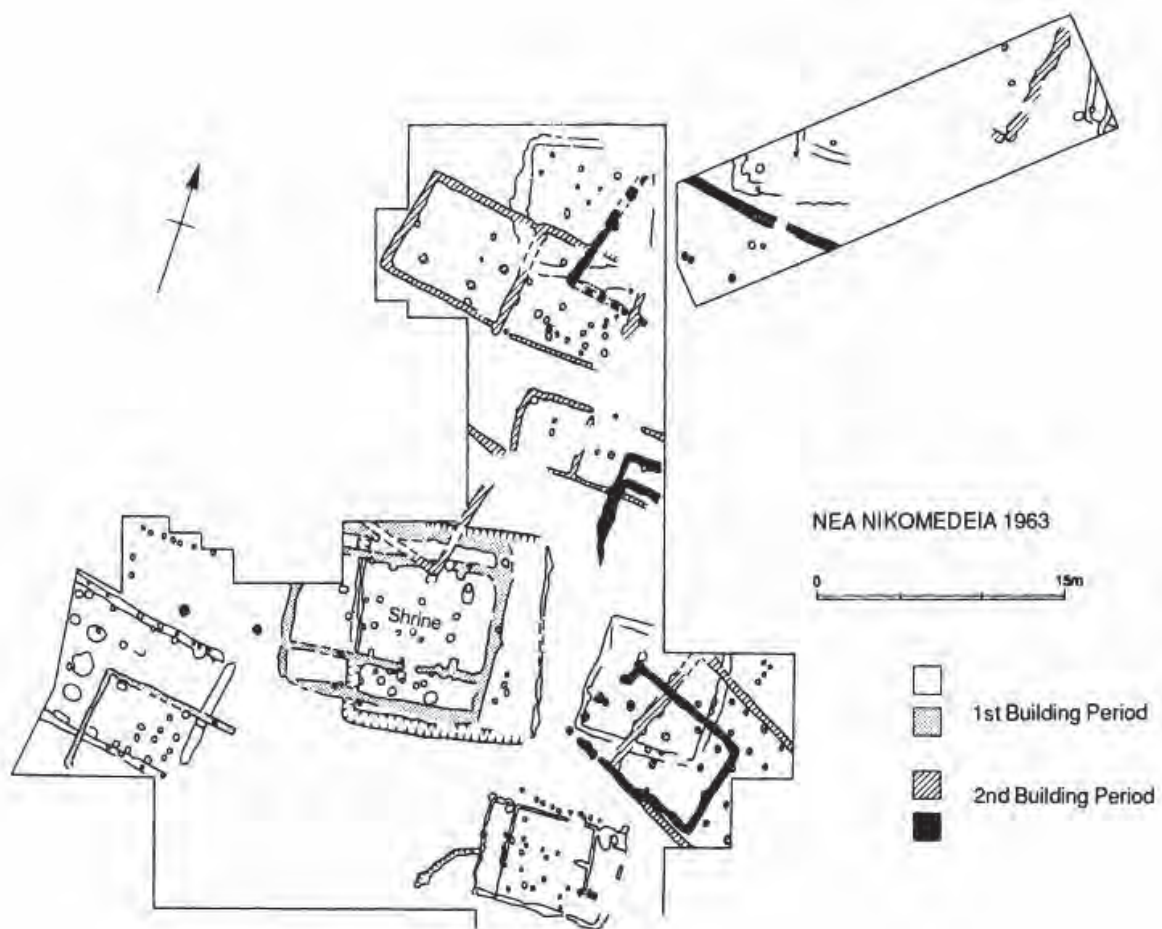 NEA NIKOMEDEIA 1963
0 15m
Shrine
1st Building Period
2nd Building Period